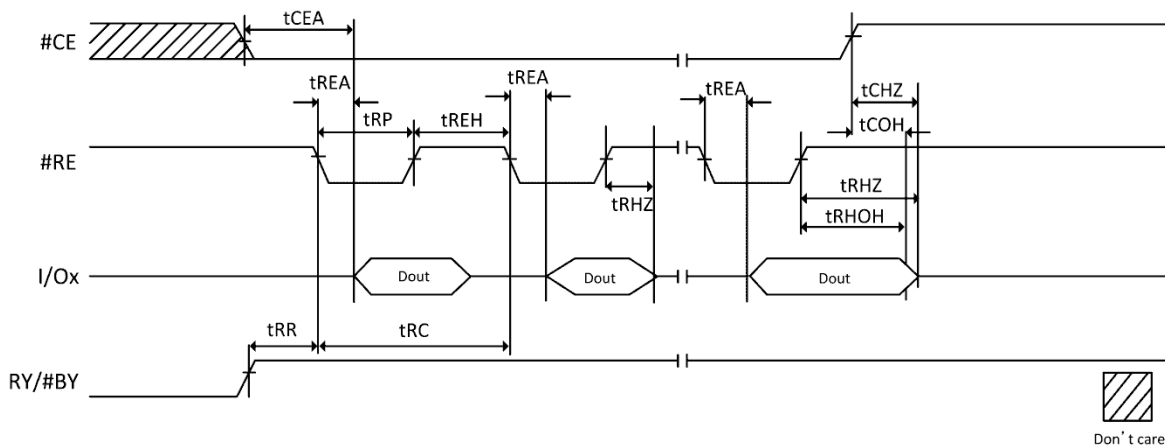 tCEA
#CE
tREA
tREA
tREA
tCHZ
tRP
tREH
tCOH
#RE
tRHZ
tRHZ
tRHOH
I/Ox
Dout
Dout
Dout
tRR
tRC
RY/#BY
Don't care